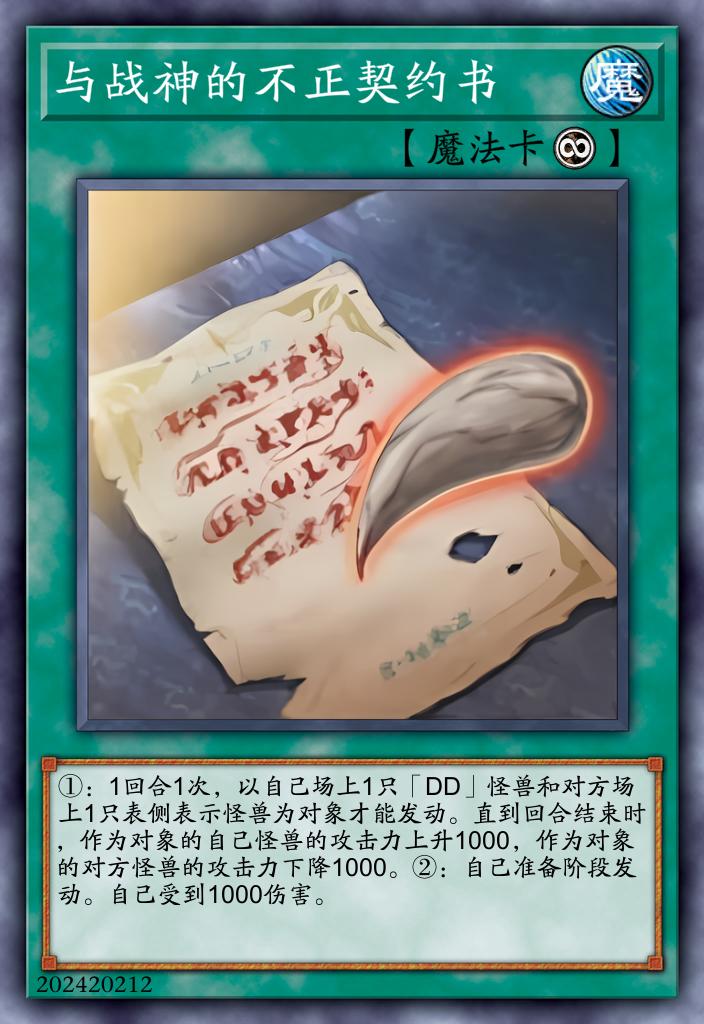 与战神的不正契约书
魔
【魔法卡∞】
①：1回合1次，以自己场上1只「DD」怪兽和对方场
上1只表侧表示怪兽为对象才能发动。直到回合结束时
，作为对象的自己怪兽的攻击力上升1000，作为对象
的对方怪兽的攻击力下降1000。②：自己准备阶段发
动。自己受到1000伤害。
202420212